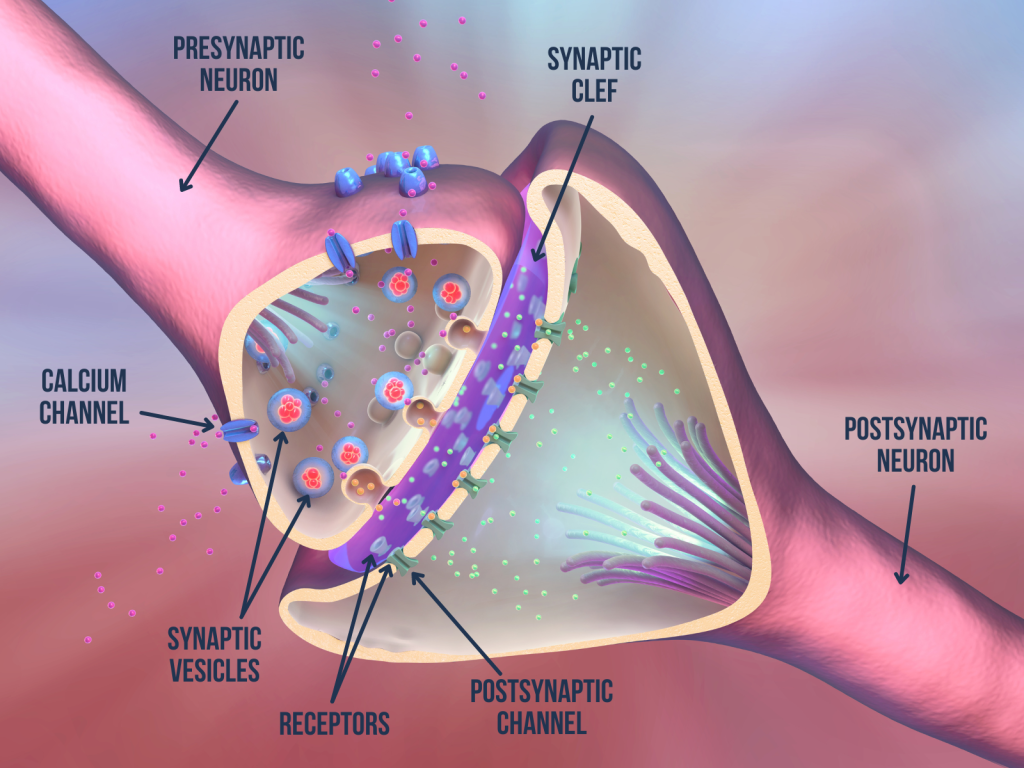 PRESYNAPTIC
NEURON
SYNAPTIC
CLEF
CALCIUM
CHANNEL
POSTSYNAPTIC
NEURON
SYNAPTIC
VESICLES
RECEPTORS
POSTSYNAPTIC
CHANNEL